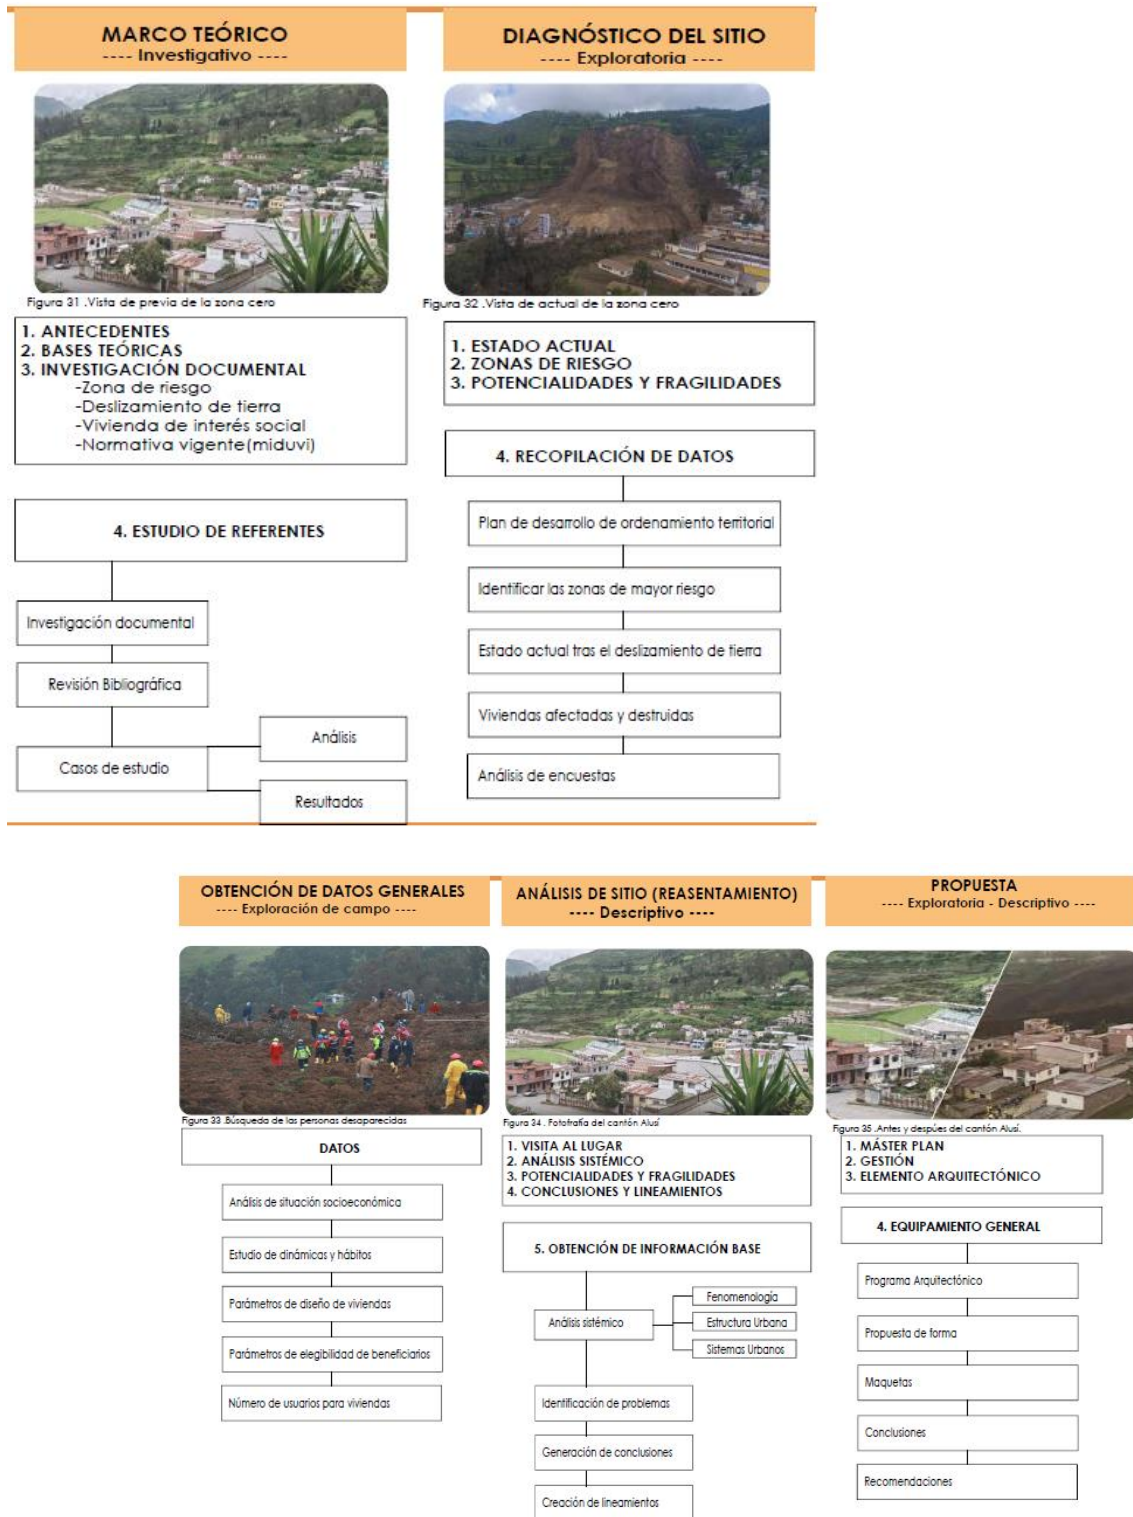 MARCO TEÓRICO
---- Investigativo ----
Figura 31 .Vista de previa de la zona cero
1. ANTECEDENTES
2. BASES TEÓRICAS
3. INVESTIGACIÓN DOCUMENTAL
-Zona de riesgo
-Deslizamiento de tierra
-Vivienda de interés social
-Normativa vigente(miduvi)
4. ESTUDIO DE REFERENTES
Investigación documental
Revisión Bibliográfica
Casos de estudio
Análisis
Resultados
DIAGNÓSTICO DEL SITIO
---- Exploratoria ----
Figura 32 .Vista de actual de la zona cero
1. ESTADO ACTUAL
2. ZONAS DE RIESGO
3. POTENCIALIDADES Y FRAGILIDADES
4. RECOPILACIÓN DE DATOS
Plan de desarrollo de ordenamiento territorial
Identificar las zonas de mayor riesgo
Estado actual tras el deslizamiento de tierra
Viviendas afectadas y destruidas
Análisis de encuestas
OBTENCIÓN DE DATOS GENERALES
---- Exploración de campo ----
Figura 33 .Búsqueda de las personas desaparecidas
DATOS
Análisis de situación socioeconómica
Estudio de dinámicas y hábitos
Parámetros de diseño de viviendas
Parámetros de elegibilidad de beneficiarios
Número de usuarios para viviendas
ANÁLISIS DE SITIO (REASENTAMIENTO)
---- Descriptivo ----
Figura 34 . Fototrafía del cantón Alusí
1. VISITA AL LUGAR
2. ANÁLISIS SISTÉMICO
3. POTENCIALIDADES Y FRAGILIDADES
4. CONCLUSIONES Y LINEAMIENTOS
5. OBTENCIÓN DE INFORMACIÓN BASE
Análisis sistémico
Fenomenología
Estructura Urbana
Sistemas Urbanos
Identificación de problemas
Generación de conclusiones
Creación de lineamientos
PROPUESTA
---- Exploratoria - Descriptivo ----
Figura 35 .Antes y despúes del cantón Alusí.
1. MÁSTER PLAN
2. GESTIÓN
3. ELEMENTO ARQUITECTÓNICO
4. EQUIPAMIENTO GENERAL
Programa Arquitectónico
Propuesta de forma
Maquetas
Conclusiones
Recomendaciones